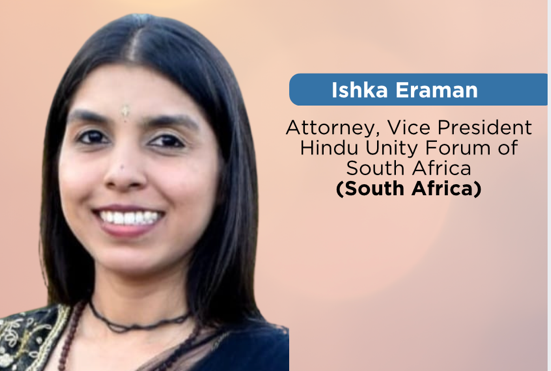 Ishka Eraman
Attorney, Vice President
Hindu Unity Forum of
South Africa
(South Africa)